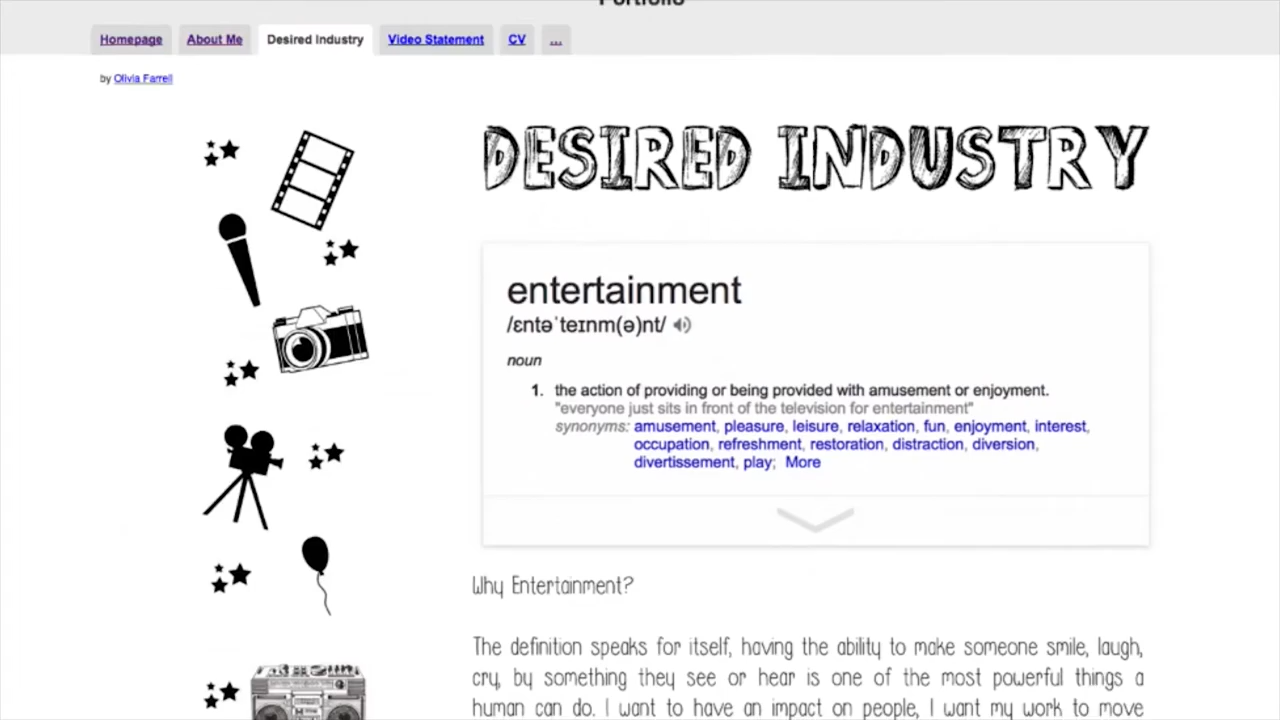 Portfolio
Homepage About Me Desired Industry Video Statement CV ...
by Olivia Farrell
DESIRED INDUSTRY
entertainment
/ɛntəˈteɪnm(ə)nt/
noun
1. the action of providing or being provided with amusement or enjoyment.
"everyone just sits in front of the television for entertainment"
synonyms: amusement, pleasure, leisure, relaxation, fun, enjoyment, interest,
occupation, refreshment, restoration, distraction, diversion,
divertissement, play; More
Why Entertainment?
The definition speaks for itself, having the ability to make someone smile, laugh,
cry, by something they see or hear is one of the most powerful things a
human can do. I want to have an impact on people, I want my work to move